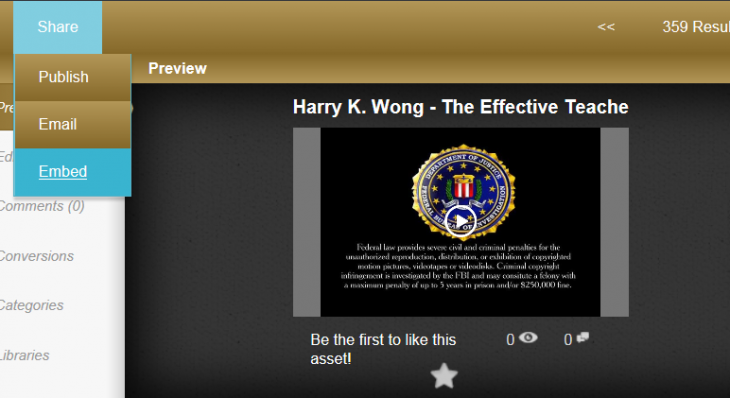 Share
<<
359 Resul
Publish
Preview
Pre
Harry K. Wong - The Effective Teache
Email
Ed
Embed
Comments (0)
DEPARTMENT OF JUSTICE
FEDERAL BUREAU OF INVESTIGATION
Conversions
Federal law provides severe civil and criminal penalties for the
unauthorized reproduction, distribution, or exhibition of copyrighted
motion pictures, videotapes or videodisks. Criminal copyright
infringement is investigated by the FBI and may constitute a felony with
a maximum penalty of up to 5 years in prison and/or $250,000 fine.
Categories
Be the first to like this
asset!
0
0
Libraries